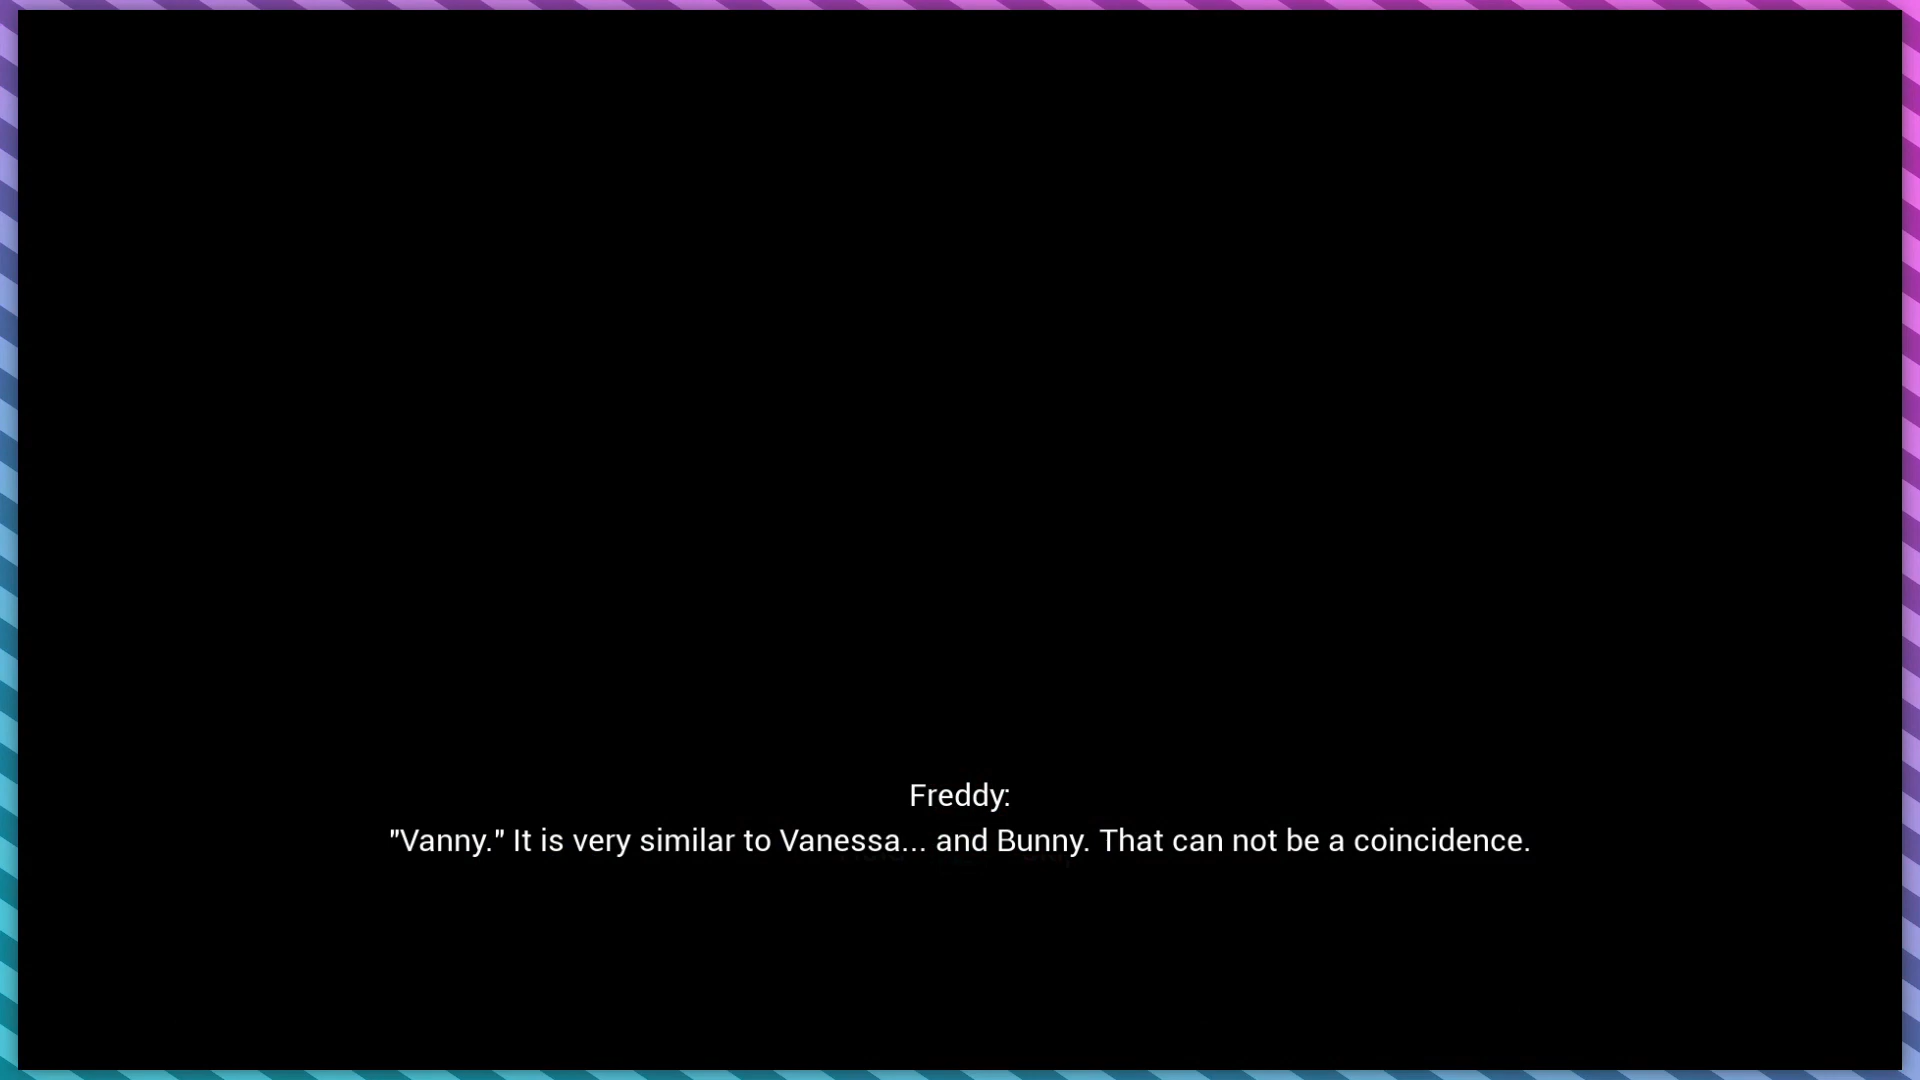 Freddy:
"Vanny." It is very similar to Vanessa... and Bunny. That can not be a coincidence.